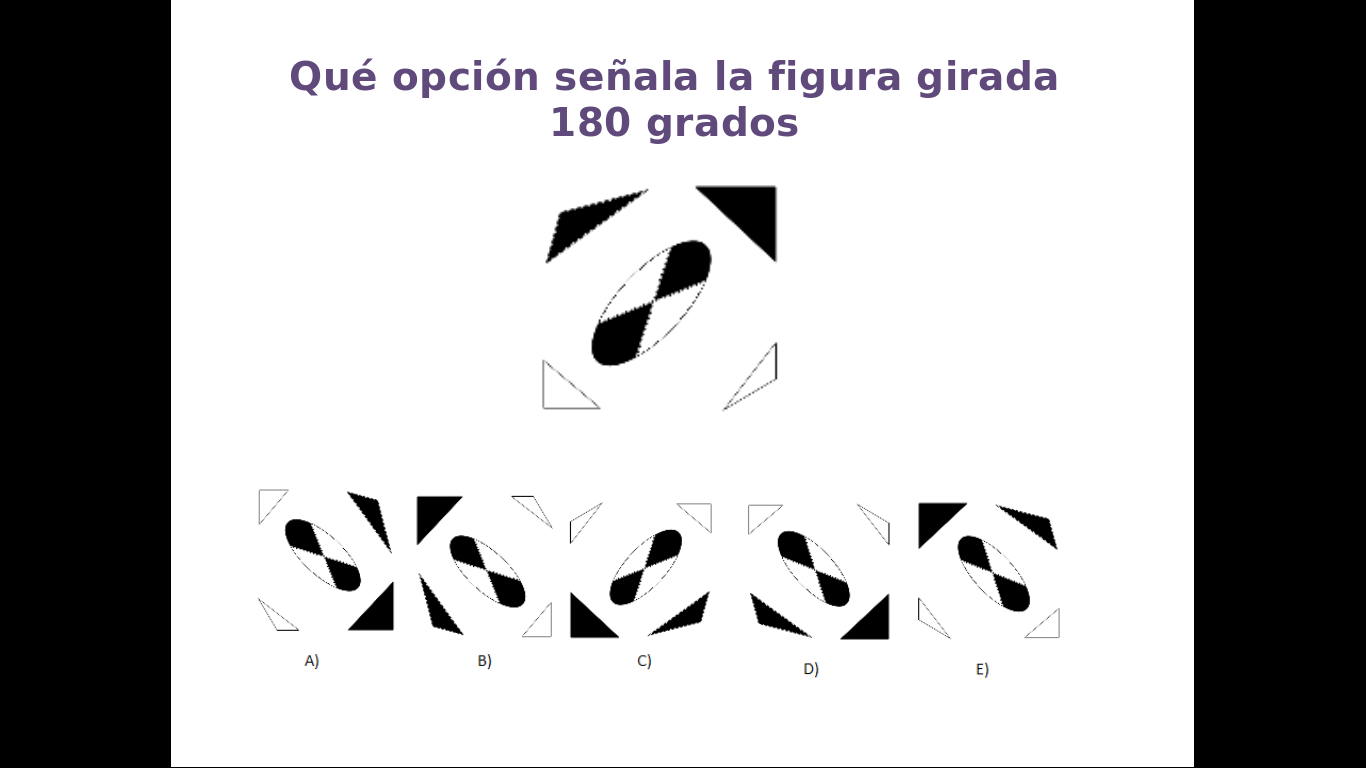 Qué opción señala la figura girada
180 grados
A)
B)
C)
D)
E)